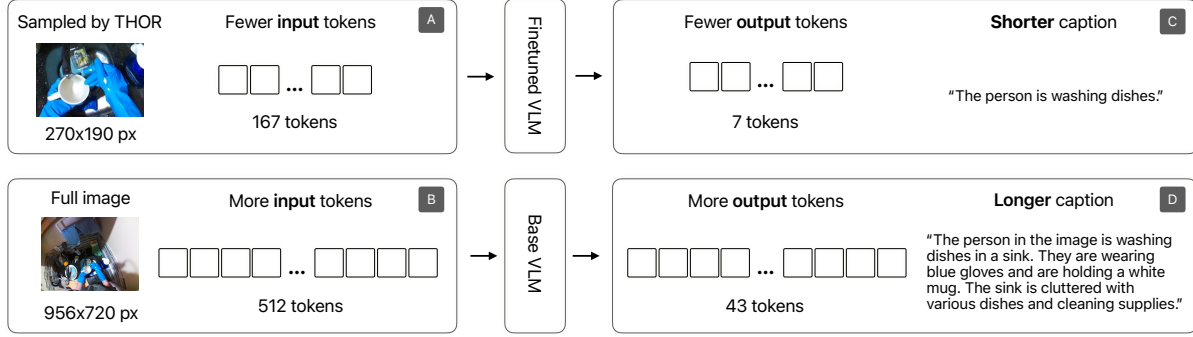 Sampled by THOR
Fewer input tokens
A
...
270x190 px
167 tokens
Finetuned VLM
Fewer output tokens
Shorter caption
C
...
7 tokens
“The person is washing dishes.”
Full image
More input tokens
B
...
956x720 px
512 tokens
Base VLM
More output tokens
Longer caption
D
...
43 tokens
“The person in the image is washing
dishes in a sink. They are wearing
blue gloves and are holding a white
mug. The sink is cluttered with
various dishes and cleaning supplies.”